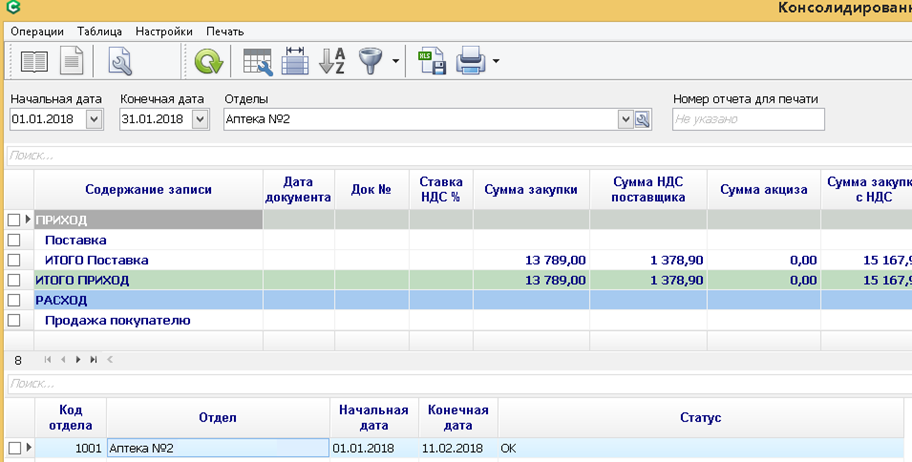 Консолидированн
Операции Таблица Настройки Печать
Начальная дата Конечная дата Отделы Номер отчета для печати
01.01.2018 31.01.2018 Аптека №2 Не указано
Поиск...
Содержание записи Дата документа Док № Ставка НДС % Сумма закупки Сумма НДС поставщика Сумма акциза Сумма закупк с НДС
ПРИХОД
Поставка
ИТОГО Поставка 13 789,00 1 378,90 0,00 15 167,9
ИТОГО ПРИХОД 13 789,00 1 378,90 0,00 15 167,9
РАСХОД
Продажа покупателю
8
Поиск...
Код отдела Отдел Начальная дата Конечная дата Статус
1001 Аптека №2 01.01.2018 11.02.2018 ОК